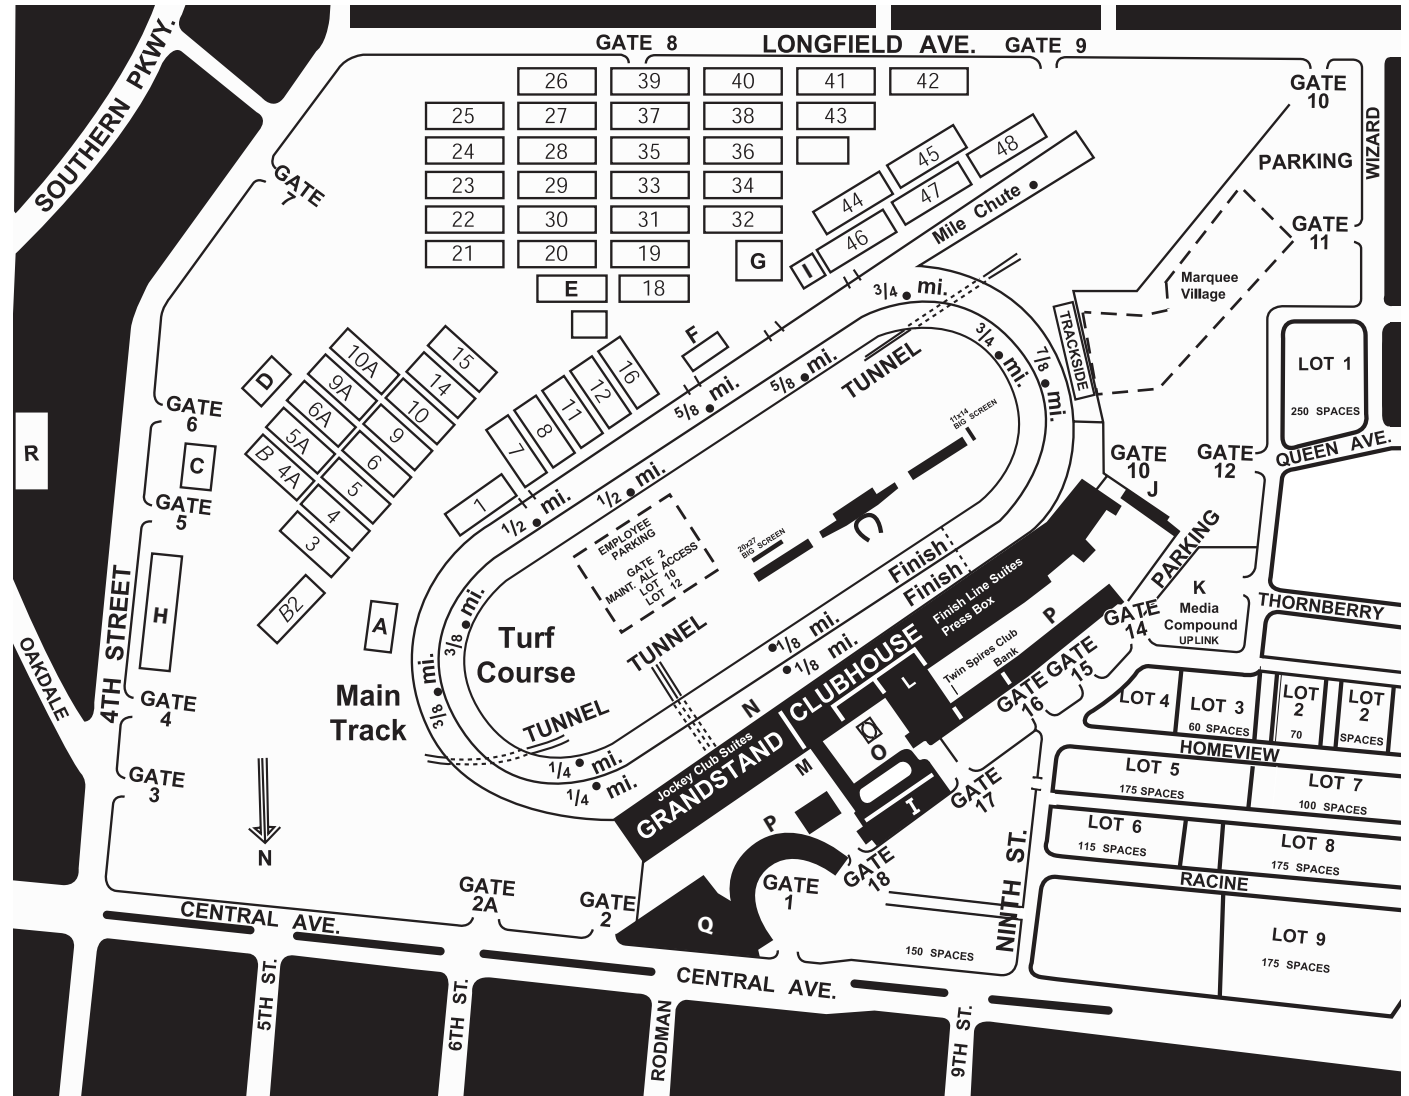 SOUTHERN PKWY.
GATE 8
LONGFIELD AVE.
GATE 9
GATE
10
WIZARD
PARKING
GATE
11
Marquee
Village
26
39
40
41
42
25
27
37
38
43
24
28
35
36
23
29
33
34
22
30
31
32
21
20
19
E
18
G
I
44
45
46
47
48
Mile Chute
GATE
7
3/4 mi.
3/4 mi.
7/8 mi.
TRACKSIDE
TUNNEL
F
5/8 mi.
5/8 mi.
10A
15
9A
14
6A
10
5A
9
B 4A
6
5
4
3
B2
D
16
12
11
8
7
1
GATE
6
C
GATE
5
R
H
A
4TH STREET
OAKDALE
GATE
4
GATE
3
1/2 mi.
1/2 mi.
EMPLOYEE
PARKING
GATE 2
MAINT. ALL ACCESS
LOT 10
LOT 12
20x27
BIG SCREEN
11x14
BIG SCREEN
C
LOT 1
250 SPACES
QUEEN AVE.
GATE
10
J
GATE
12
PARKING
K
Media
Compound
UPLINK
THORNBERRY
Finish
Finish
Finish Line Suites
Press Box
P
Twin Spires Club
Bank
GATE
14
GATE
15
GATE
16
GATE
17
GATE
18
3/8 mi.
3/8 mi.
Turf
Course
Main
Track
TUNNEL
TUNNEL
1/8 mi.
1/8 mi.
1/4 mi.
1/4 mi.
N
CLUBHOUSE
L
Jockey Club Suites
GRANDSTAND
M
O
I
P
N
LOT 4
LOT 3
60 SPACES
LOT
2
70
LOT
2
SPACES
HOMEVIEW
LOT 5
175 SPACES
LOT 7
100 SPACES
LOT 6
115 SPACES
LOT 8
175 SPACES
RACINE
LOT 9
175 SPACES
NINTH ST.
GATE
1
Q
150 SPACES
GATE
2A
GATE
2
CENTRAL AVE.
CENTRAL AVE.
5TH ST.
6TH ST.
RODMAN
9TH ST.